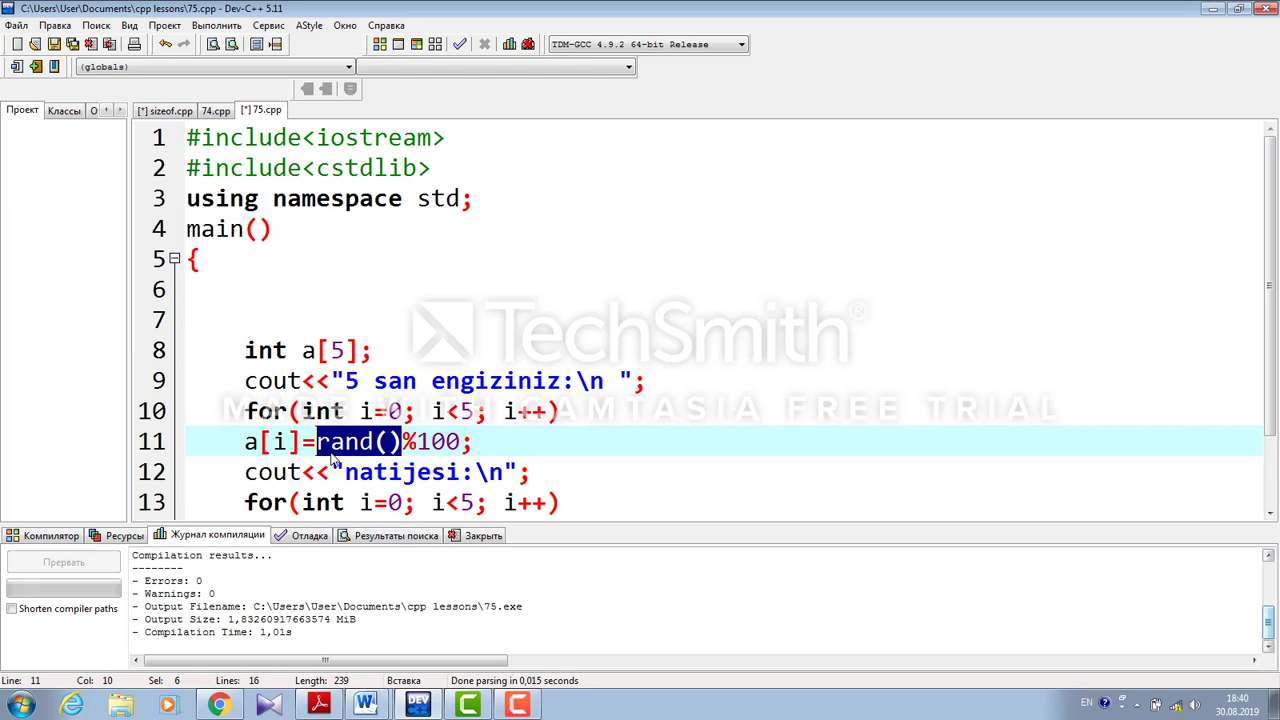 C:\Users\User\Documents\cpp lessons\75.cpp - Dev-C++ 5.11
Файл Правка Поиск Вид Проект Выполнить Сервис AStyle Окно Справка
TDM-GCC 4.9.2 64-bit Release
(globals)
Проект Классы О [*] sizeof.cpp 74.cpp [*] 75.cpp
1 #include<iostream>
2 #include<cstdlib>
3 using namespace std;
4 main()
5 {
6
7
TechSmith®
8 int a[5];
9 cout<<"5 san engiziniz:\n ";
MADE WITH CAMTASIA FREE TRIAL
10 for(int i=0; i<5; i++)
11 a[i]=rand()%100;
12 cout<<"natijesi:\n";
13 for(int i=0; i<5; i++)
Компилятор Ресурсы Журнал компиляции Отладка Результаты поиска Закрыть
Прервать
Shorten compiler paths
Compilation results...
--------
- Errors: 0
- Warnings: 0
- Output Filename: C:\Users\User\Documents\cpp lessons\75.exe
- Output Size: 1,83260917663574 MiB
- Compilation Time: 1,01s
Line: 11 Col: 10 Sel: 6 Lines: 16 Length: 239 Вставка Done parsing in 0,015 seconds
DEV
EN 18:40
30.08.2019